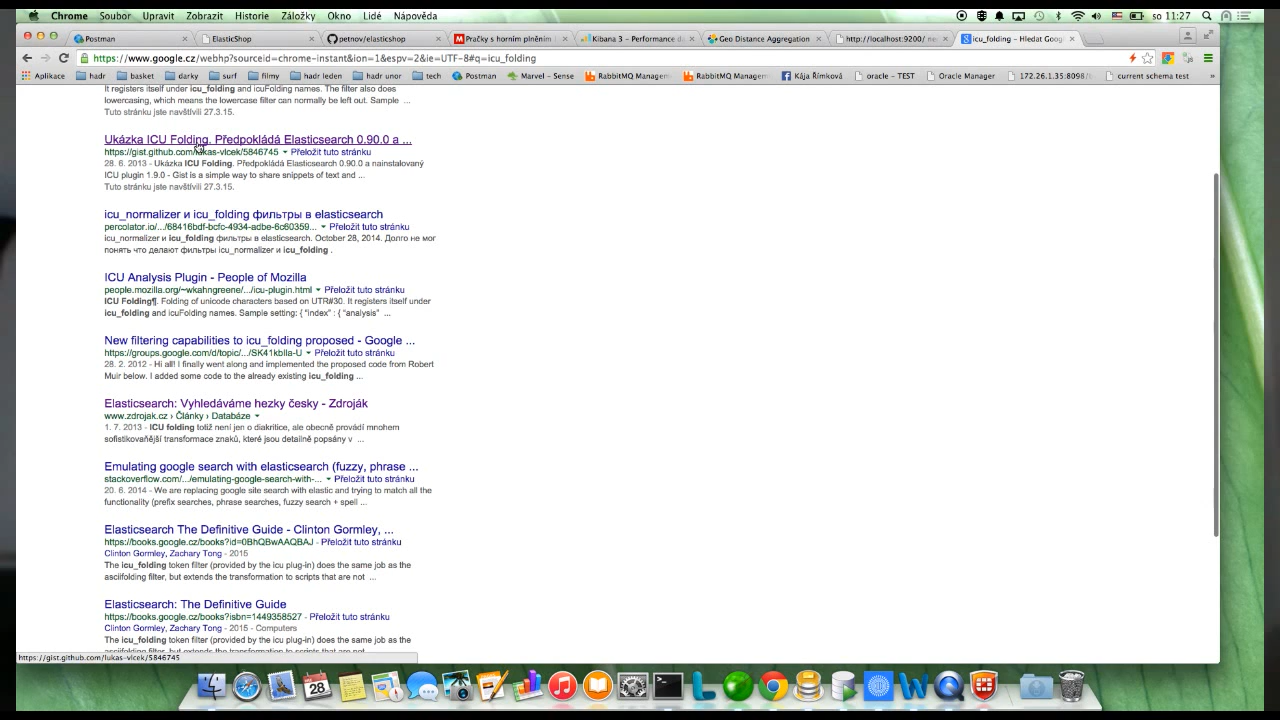 Chrome Soubor Upravit Zobrazit Historie Záložky Okno Lidé Nápověda so 11:27
Postman ElasticShop petnov/elasticshop Pračky s horním plněním Kibana 3 – Performance d Geo Distance Aggregation http://localhost:9200/_nod icu_folding – Hledat Goog
https://www.google.cz/webhp?sourceid=chrome-instant&ion=1&espv=2&ie=UTF-8#q=icu_folding
Aplikace hadr basket darky surf filmy hadr leden hadr unor tech Postman Marvel - Sense RabbitMQ Managem RabbitMQ Managem Kája Římková oracle – TEST Oracle Manager 172.26.1.35:8098/ current schema test
It registers itself under icu_folding and icuFolding names. The filter also does
lowercasing, which means the lowercase filter can normally be left out. Sample ...
Tuto stránku jste navštívili 27.3.15.
Ukázka ICU Folding. Předpokládá Elasticsearch 0.90.0 a ...
https://gist.github.com/lukas-vlcek/5846745 Přeložit tuto stránku
28. 6. 2013 - Ukázka ICU Folding. Předpokládá Elasticsearch 0.90.0 a nainstalovaný
ICU plugin 1.9.0 - Gist is a simple way to share snippets of text and ...
Tuto stránku jste navštívili 27.3.15.
icu_normalizer и icu_folding фильтры в elasticsearch
percolator.io/.../68416bdf-bcfc-4934-adbe-6c60359... Přeložit tuto stránku
icu_normalizer и icu_folding фильтры в elasticsearch. October 28, 2014. Долго не мог
понять что делают фильтры icu_normalizer и icu_folding .
ICU Analysis Plugin - People of Mozilla
people.mozilla.org/~wkahngreene/.../icu-plugin.html Přeložit tuto stránku
ICU Folding¶. Folding of unicode characters based on UTR#30. It registers itself under
icu_folding and icuFolding names. Sample setting: { "index" : { "analysis" ...
New filtering capabilities to icu_folding proposed - Google ...
https://groups.google.com/d/topic/.../SK41kbIla-U Přeložit tuto stránku
28. 2. 2012 - Hi all! I finally went along and implemented the proposed code from Robert
Muir below. I added some code to the already existing icu_folding ...
Elasticsearch: Vyhledáváme hezky česky - Zdroják
www.zdrojak.cz › Články › Databáze
1. 7. 2013 - ICU folding totiž není jen o diakritice, ale obecně provádí mnohem
sofistikovanější transformace znaků, které jsou detailně popsány v ...
Emulating google search with elasticsearch (fuzzy, phrase ...
stackoverflow.com/.../emulating-google-search-with-... Přeložit tuto stránku
20. 6. 2014 - We are replacing google site search with elastic and trying to match all the
functionality (prefix searches, phrase searches, fuzzy search + spell ...
Elasticsearch The Definitive Guide - Clinton Gormley, ...
https://books.google.cz/books?id=0BhQBwAAQBAJ - Přeložit tuto stránku
Clinton Gormley, Zachary Tong - 2015
The icu_folding token filter (provided by the icu plug-in) does the same job as the
asciifolding filter, but extends the transformation to scripts that are not ...
Elasticsearch: The Definitive Guide
https://books.google.cz/books?isbn=1449358527 - Přeložit tuto stránku
Clinton Gormley, Zachary Tong - 2015 - Computers
The icu_folding token filter (provided by the icu plug-in) does the same job as the
asciifolding filter, but extends the transformation to scripts that are not ...
https://gist.github.com/lukas-vlcek/5846745
28